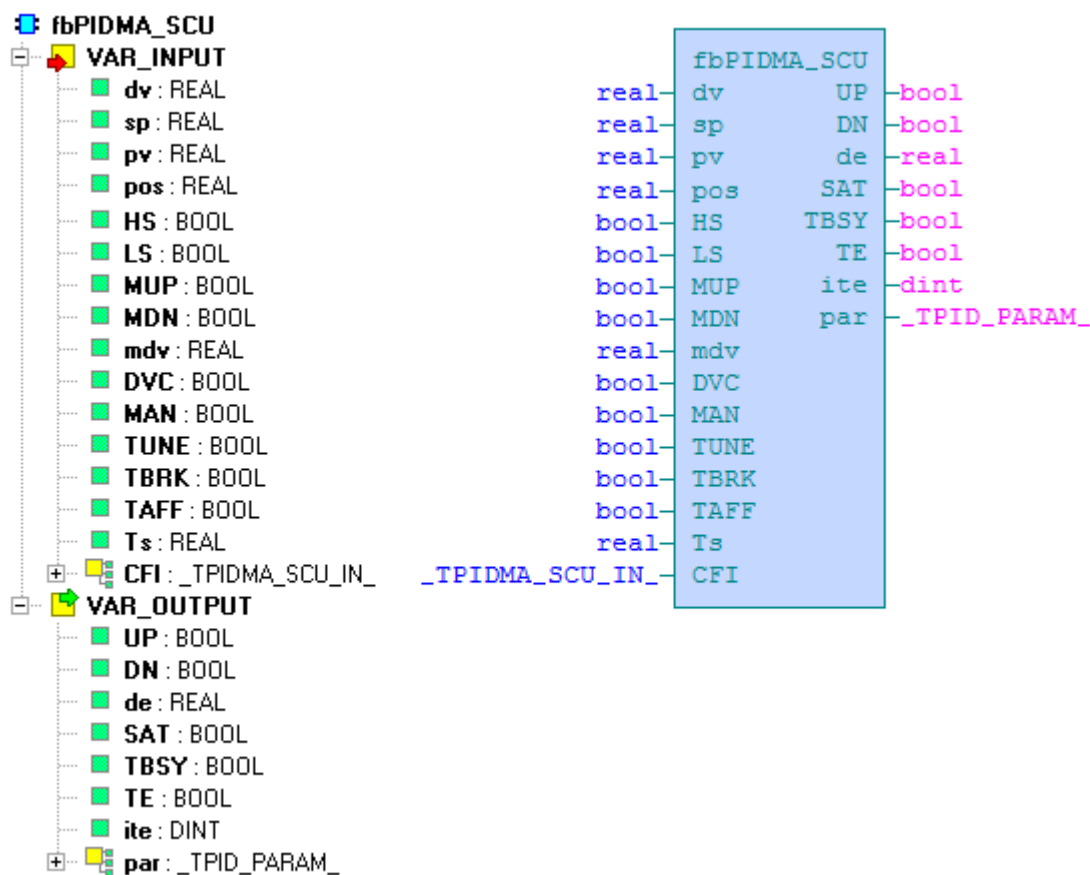 fbPIDMA_SCU
VAR_INPUT
dv : REAL
sp : REAL
pv : REAL
pos : REAL
HS : BOOL
LS : BOOL
MUP : BOOL
MDN : BOOL
mdv : REAL
DVC : BOOL
MAN : BOOL
TUNE : BOOL
TBRK : BOOL
TAFF : BOOL
Ts : REAL
CFI : _TPIDMA_SCU_IN_
VAR_OUTPUT
UP : BOOL
DN : BOOL
de : REAL
SAT : BOOL
TBSY : BOOL
TE : BOOL
ite : DINT
par : _TPID_PARAM_
fbPIDMA_SCU
real dv UP bool
real sp DN bool
real pv de real
real pos SAT bool
bool HS TBSY bool
bool LS TE bool
bool MUP ite dint
bool MDN par _TPID_PARAM_
real mdv
bool DVC
bool MAN
bool TUNE
bool TBRK
bool TAFF
real Ts
_TPIDMA_SCU_IN_ CFI